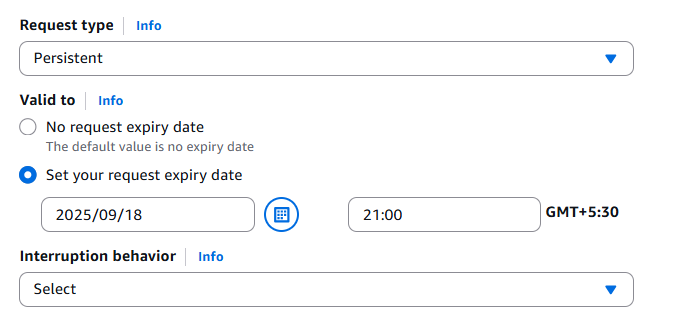 Request type Info
Persistent
Valid to Info
No request expiry date
The default value is no expiry date
Set your request expiry date
2025/09/18 21:00 GMT+5:30
Interruption behavior Info
Select